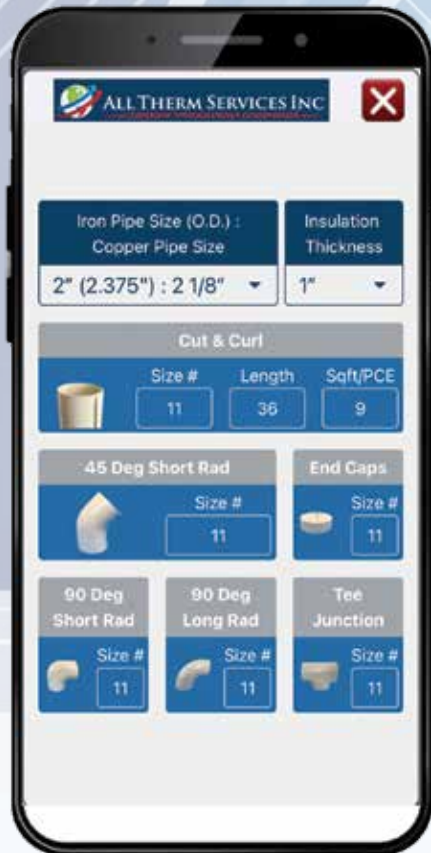 ALL THERM SERVICES INC
Iron Pipe Size (O.D.) :
Copper Pipe Size
Insulation
Thickness
2" (2.375") : 2 1/8"
1"
Cut & Curl
Size # Length Sqft/PCE
11 36 9
45 Deg Short Rad
Size #
11
End Caps
Size #
11
90 Deg
Short Rad
Size #
11
90 Deg
Long Rad
Size #
11
Tee
Junction
Size #
11